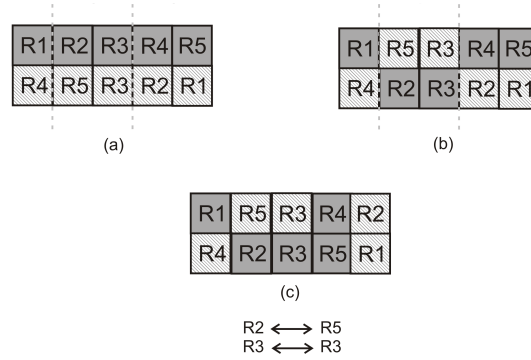 R1 R2 R3 R4 R5
R4 R5 R3 R2 R1
(a)
R1 R5 R3 R4 R5
R4 R2 R3 R2 R1
(b)
R1 R5 R3 R4 R2
R4 R2 R3 R5 R1
(c)
R2 R5
R3 R3